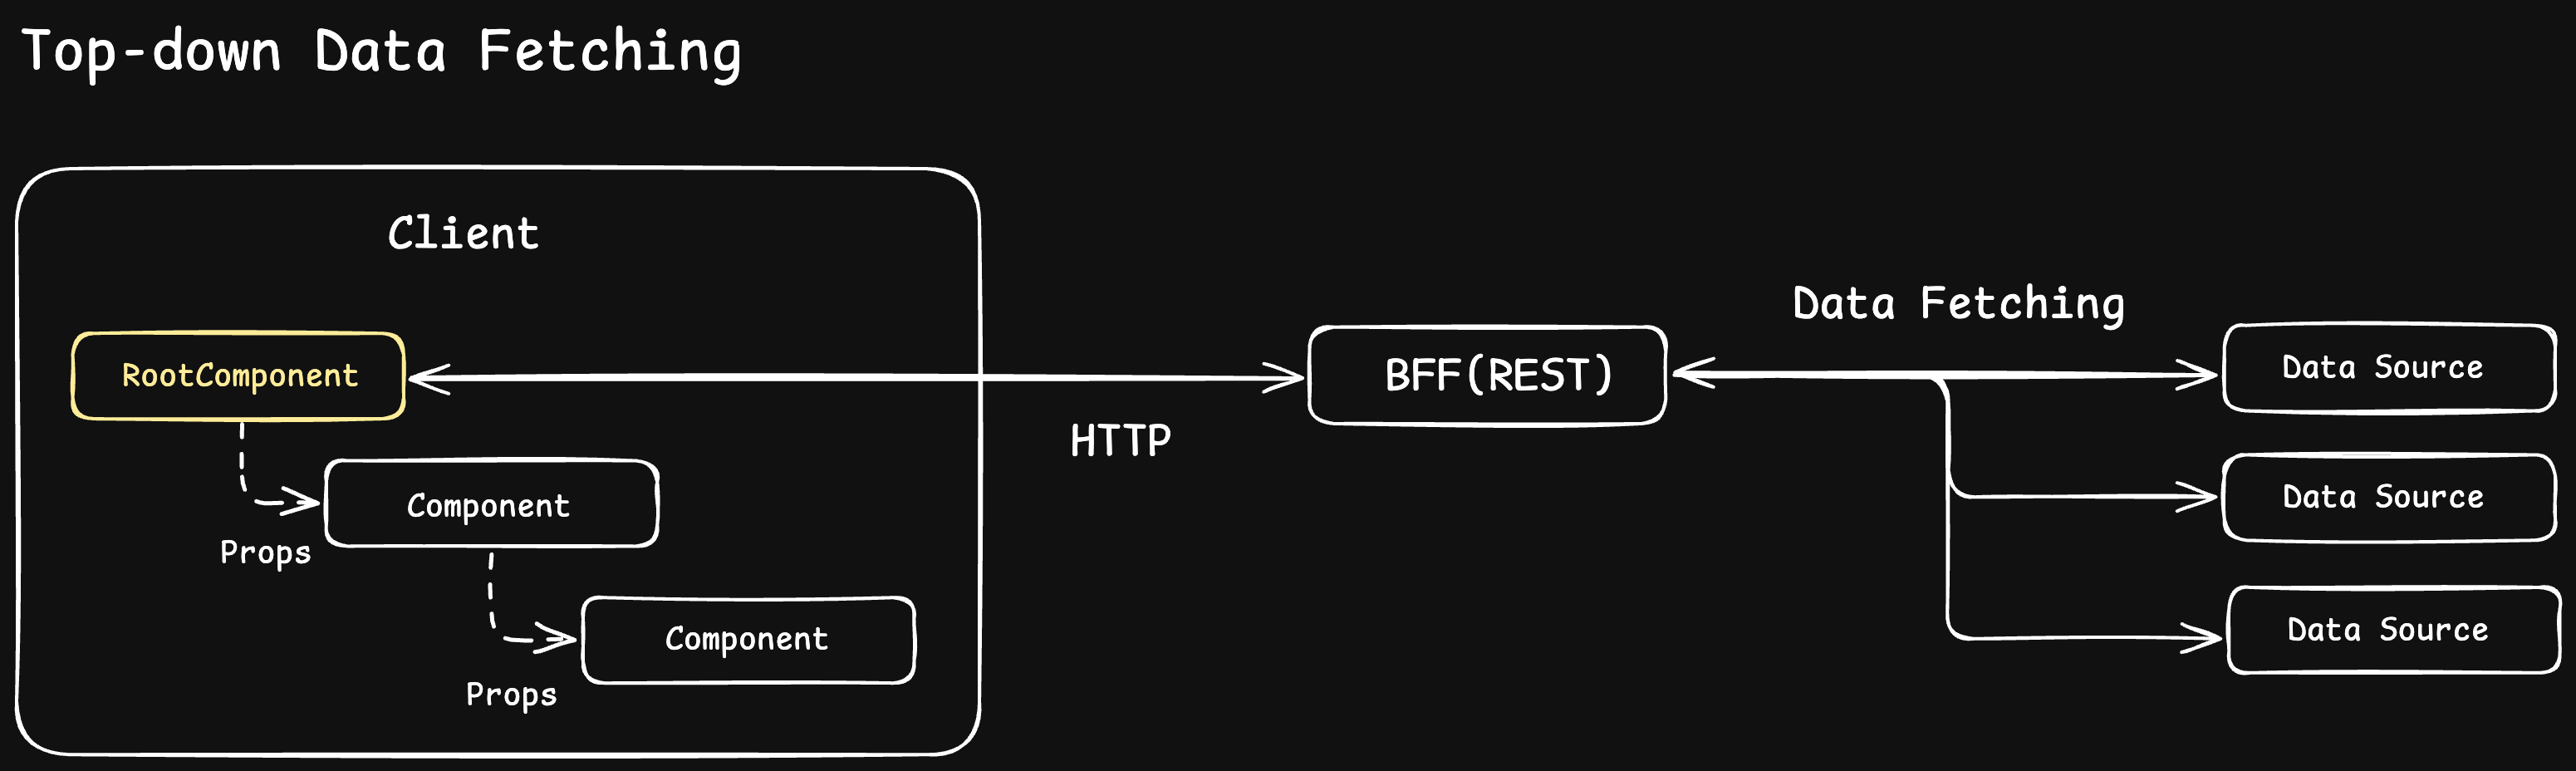 Top-down Data Fetching
Client
RootComponent
Props
Component
Props
Component
HTTP
BFF(REST)
Data Fetching
Data Source
Data Source
Data Source